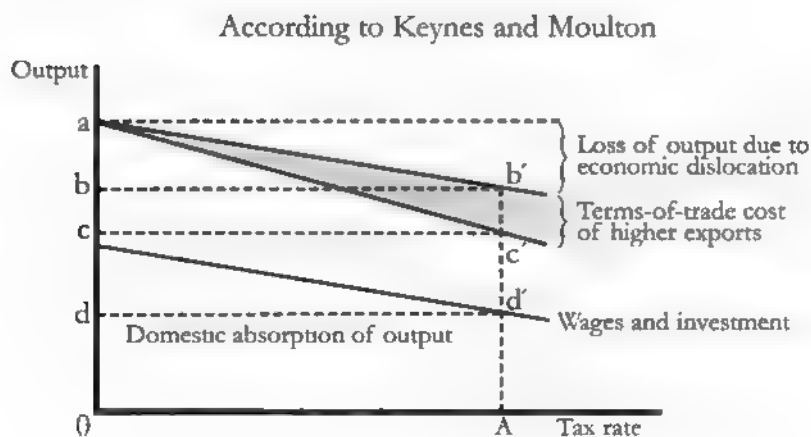 According to Keynes and Moulton
Output
a
b
b´
Loss of output due to
economic dislocation
c
c´
Terms-of-trade cost
of higher exports
d
d´
Domestic absorption of output
Wages and investment
0
A
Tax rate